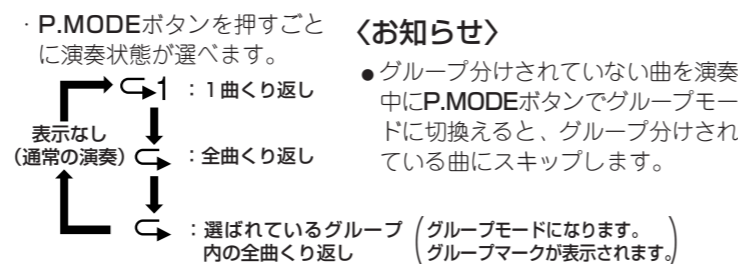 ・P.MODEボタンを押すごと
に演奏状態が選べます。
1 ：1曲くり返し
表示なし
（通常の演奏） ：全曲くり返し
：選ばれているグループ
内の全曲くり返し
（グループモードになります。
グループマークが表示されます。）
〈お知らせ〉
●グループ分けされていない曲を演奏
中にP.MODEボタンでグループモー
ドに切換えると、グループ分けされ
ている曲にスキップします。